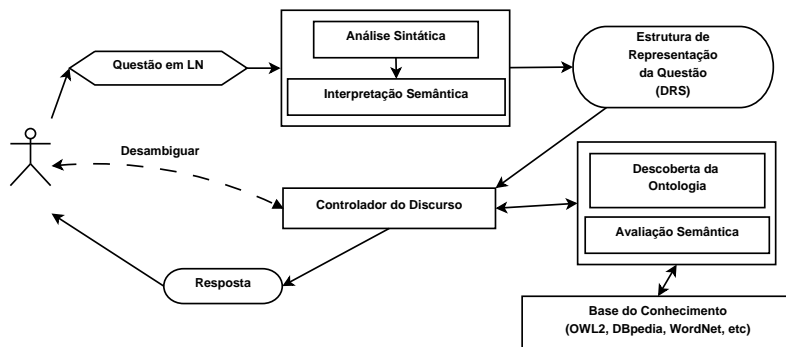 Questão em LN
Análise Sintática
Interpretação Semântica
Estrutura de
Representação
da Questão
(DRS)
Desambiguar
Controlador do Discurso
Descoberta da
Ontologia
Avaliação Semântica
Resposta
Base do Conhecimento
(OWL2, DBpedia, WordNet, etc)